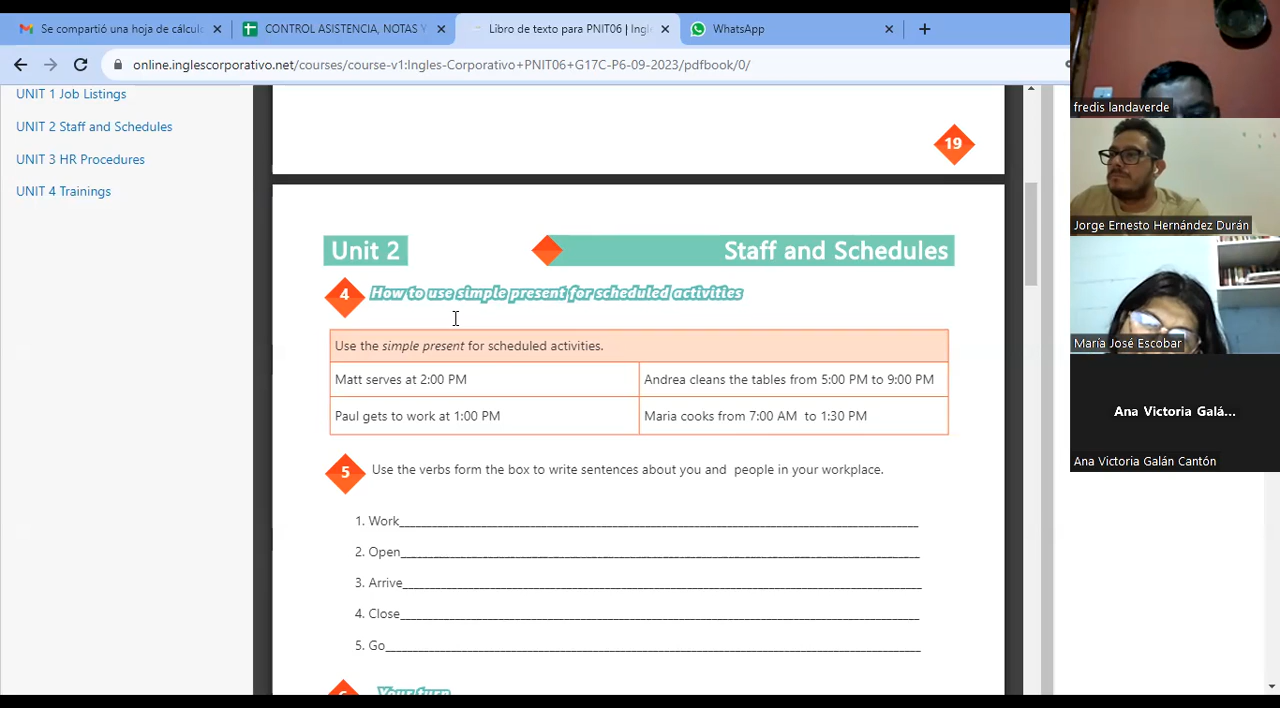 Se compartió una hoja de cálcul
CONTROL ASISTENCIA, NOTAS Y
Libro de texto para PNIT06 | Ingl
WhatsApp
online.inglescorporativo.net/courses/course-v1:Ingles-Corporativo+PNIT06+G17C-P6-09-2023/pdfbook/0/
UNIT 1 Job Listings
UNIT 2 Staff and Schedules
UNIT 3 HR Procedures
UNIT 4 Trainings
19
Unit 2
Staff and Schedules
4 How to use simple present for scheduled activities
Use the simple present for scheduled activities.
Matt serves at 2:00 PM
Andrea cleans the tables from 5:00 PM to 9:00 PM
Paul gets to work at 1:00 PM
Maria cooks from 7:00 AM to 1:30 PM
5 Use the verbs form the box to write sentences about you and people in your workplace.
1. Work
2. Open
3. Arrive
4. Close
5. Go
6 Your turn
fredis landaverde
Jorge Ernesto Hernández Durán
María José Escobar
Ana Victoria Galá...
Ana Victoria Galán Cantón